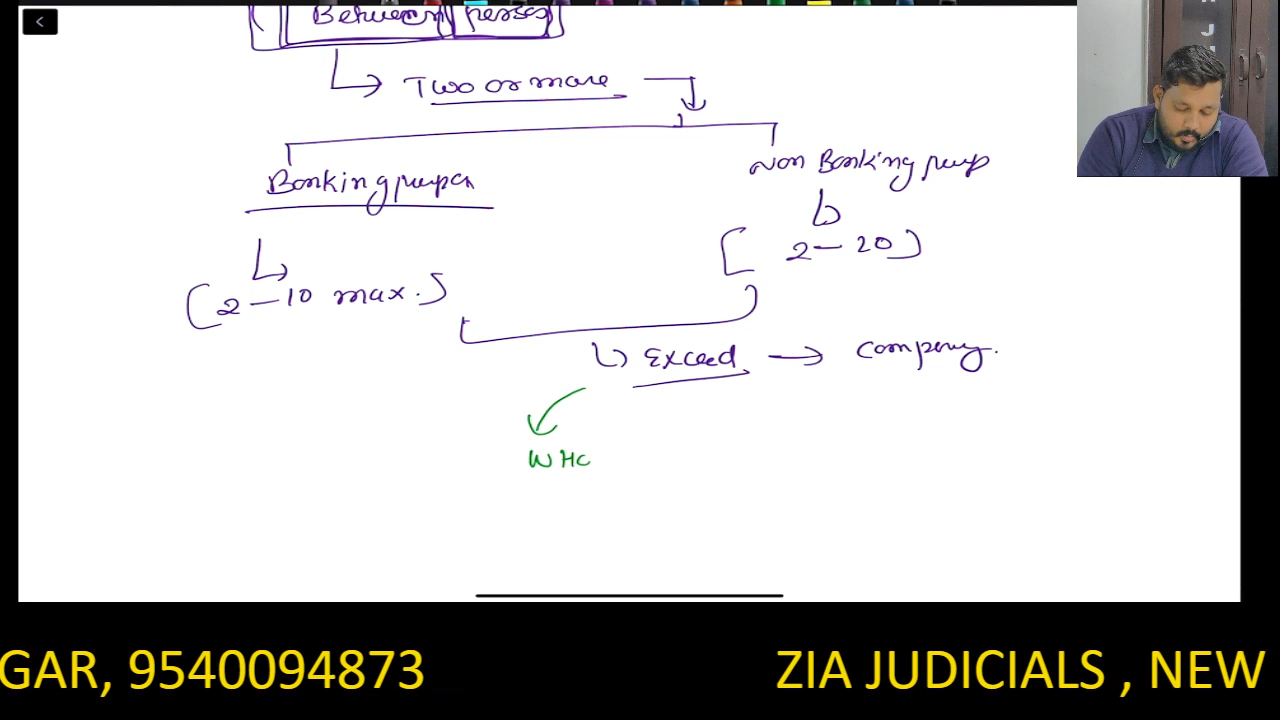 Between persons
Two or more
Banking purpose
Non Banking purp
[2 – 10 max.]
[2 – 20]
Exceed → company.
WHC
GAR, 9540094873
ZIA JUDICIALS , NEW